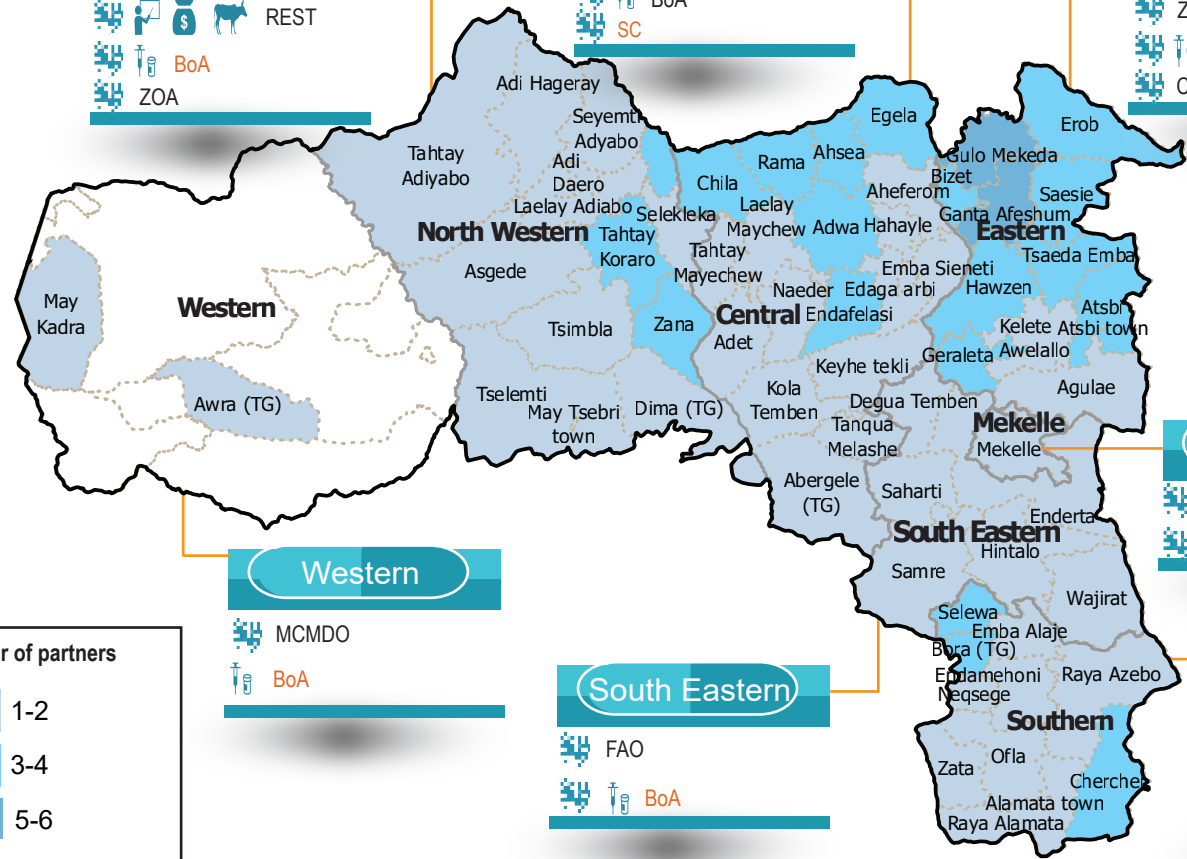 REST
BoA
ZOA
BoA
SC
Adi Hageray
Seyemti
Adyabo
Tahtay
Adiyabo
Adi
Daero
Laelay Adiabo
North Western
Asgede
Tahtay
Koraro
Selekleka
Tsimbla
Zana
Tselemti
May Tsebri
town
Dima (TG)
May
Kadra
Western
Awra (TG)
Egela
Ahsea
Rama
Chila
Laelay
Maychew
Adwa
Aheferom
Hahayle
Tahtay
Mayechew
Emba Sieneti
Naeder
Edaga arbi
Central
Endafelasi
Adet
Keyhe tekli
Kola
Temben
Degua Temben
Tanqua
Melashe
Abergele
(TG)
Erob
Gulo Mekeda
Bizet
Saesie
Ganta Afeshum
Eastern
Tsaeda Emba
Hawzen
Atsbi
Kelete
Awelallo
Atsbi town
Geraleta
Agulae
Mekelle
Mekelle
Saharti
Enderta
South Eastern
Hintalo
Samre
Wajirat
Selewa
Emba Alaje
Bora (TG)
Endamehoni
Neqsege
Raya Azebo
Southern
Ofla
Zata
Cherche
Alamata town
Raya Alamata
Western
MCMDO
BoA
South Eastern
FAO
BoA
r of partners
1-2
3-4
5-6